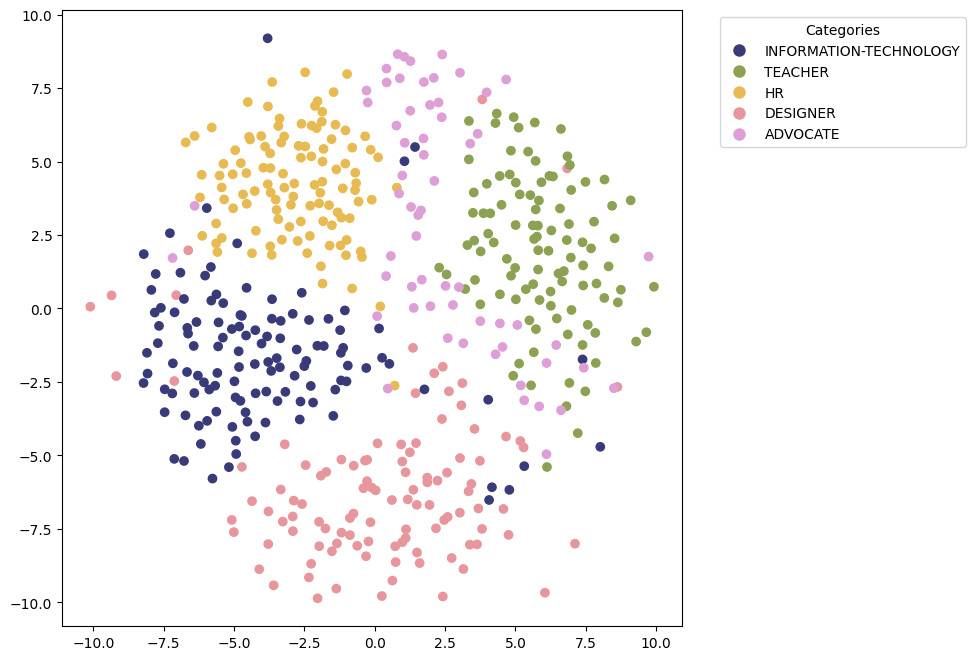 10.0
7.5
5.0
2.5
0.0
−2.5
−5.0
−7.5
−10.0
−10.0 −7.5 −5.0 −2.5 0.0 2.5 5.0 7.5 10.0
Categories
INFORMATION-TECHNOLOGY
TEACHER
HR
DESIGNER
ADVOCATE